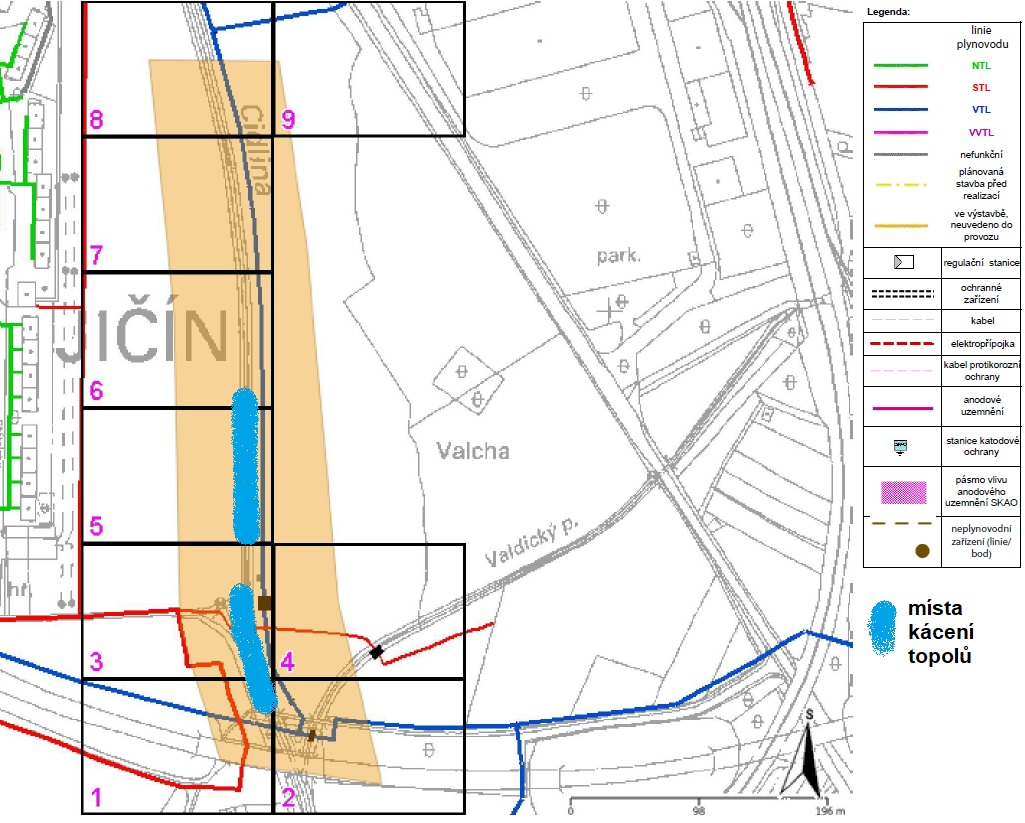 8
9
Cidlina
7
JIČÍN
6
park.
Valcha
5
Valdický p.
hř.
3
4
1
2
S
0
98
196 m
Legenda:
linie
plynovodu
NTL
STL
VTL
VVTL
nefunkční
plánovaná
stavba před
realizací
ve výstavbě,
neuvedeno do
provozu
regulační stanice
ochranné
zařízení
kabel
elektropřípojka
kabel protikorozní
ochrany
anodové
uzemnění
stanice katodové
ochrany
pásmo vlivu
anodového
uzemnění SKAO
neplynovodní
zařízení (linie/
bod)
místa
kácení
topolů